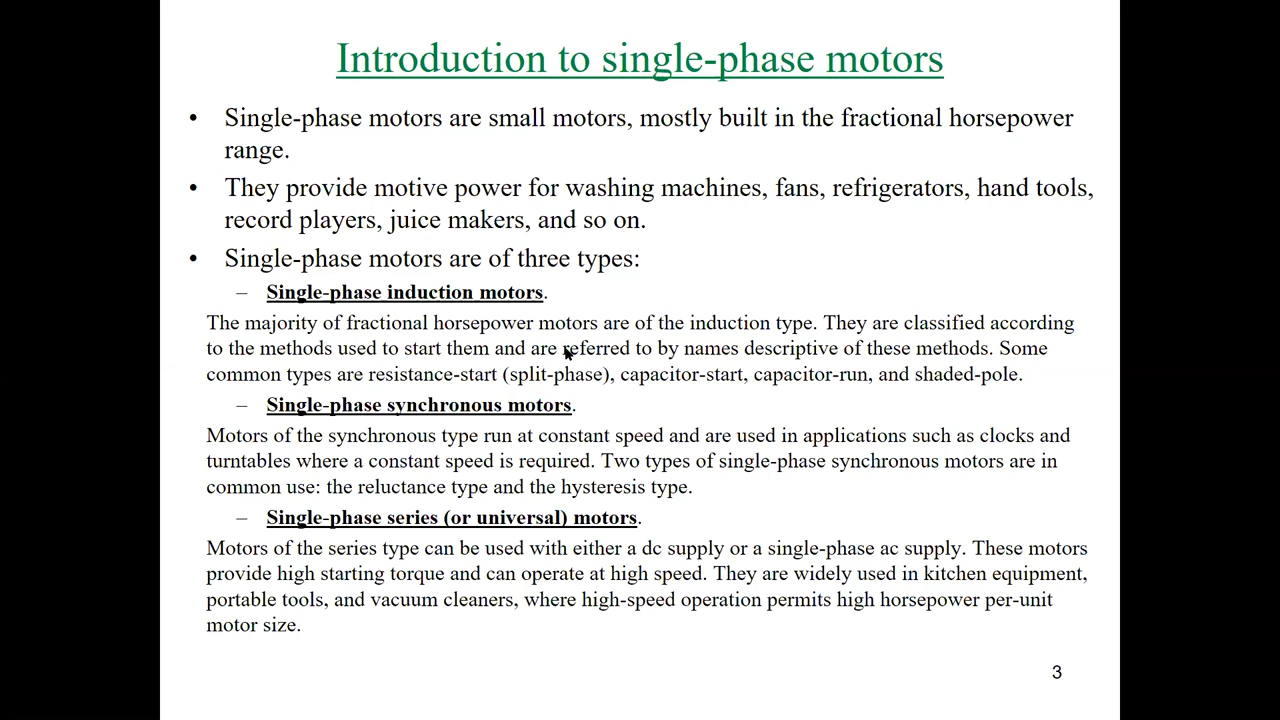 Introduction to single-phase motors
• Single-phase motors are small motors, mostly built in the fractional horsepower
range.
• They provide motive power for washing machines, fans, refrigerators, hand tools,
record players, juice makers, and so on.
• Single-phase motors are of three types:
– Single-phase induction motors.
The majority of fractional horsepower motors are of the induction type. They are classified according
to the methods used to start them and are referred to by names descriptive of these methods. Some
common types are resistance-start (split-phase), capacitor-start, capacitor-run, and shaded-pole.
– Single-phase synchronous motors.
Motors of the synchronous type run at constant speed and are used in applications such as clocks and
turntables where a constant speed is required. Two types of single-phase synchronous motors are in
common use: the reluctance type and the hysteresis type.
– Single-phase series (or universal) motors.
Motors of the series type can be used with either a dc supply or a single-phase ac supply. These motors
provide high starting torque and can operate at high speed. They are widely used in kitchen equipment,
portable tools, and vacuum cleaners, where high-speed operation permits high horsepower per-unit
motor size.
3